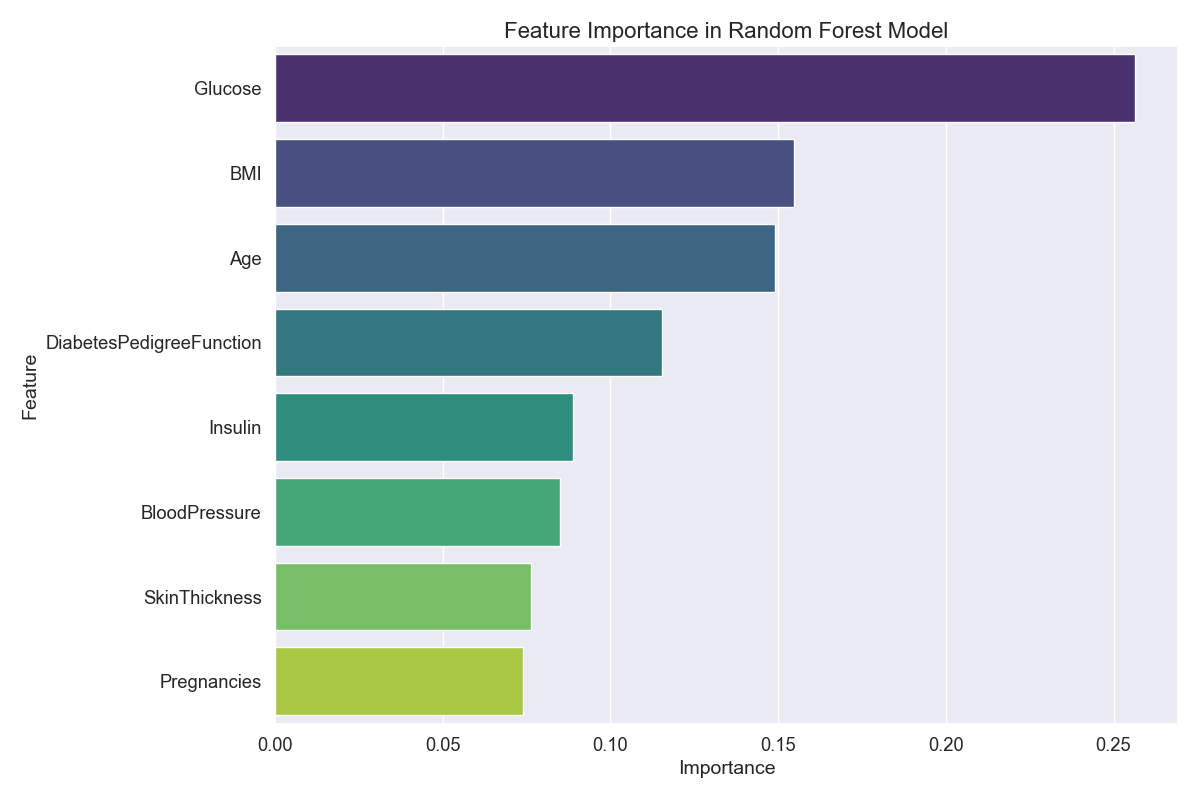 Feature Importance in Random Forest Model
Glucose
BMI
Age
DiabetesPedigreeFunction
Insulin
BloodPressure
SkinThickness
Pregnancies
Feature
0.00 0.05 0.10 0.15 0.20 0.25
Importance